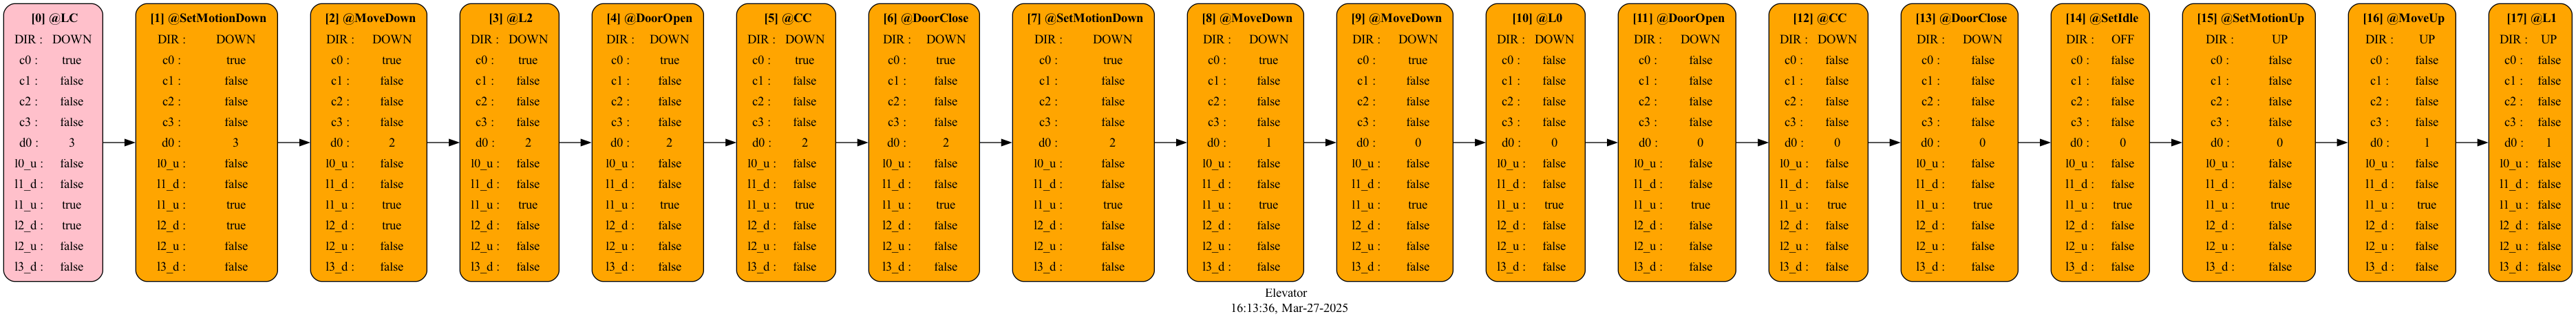 [0] @LC
DIR : DOWN
c0 : true
c1 : false
c2 : false
c3 : false
d0 : 3
l0_u : false
l1_d : false
l1_u : true
l2_d : true
l2_u : false
l3_d : false
[1] @SetMotionDown
DIR : DOWN
c0 : true
c1 : false
c2 : false
c3 : false
d0 : 3
l0_u : false
l1_d : false
l1_u : true
l2_d : true
l2_u : false
l3_d : false
[2] @MoveDown
DIR : DOWN
c0 : true
c1 : false
c2 : false
c3 : false
d0 : 2
l0_u : false
l1_d : false
l1_u : true
l2_d : true
l2_u : false
l3_d : false
[3] @L2
DIR : DOWN
c0 : true
c1 : false
c2 : false
c3 : false
d0 : 2
l0_u : false
l1_d : false
l1_u : true
l2_d : false
l2_u : false
l3_d : false
[4] @DoorOpen
DIR : DOWN
c0 : true
c1 : false
c2 : false
c3 : false
d0 : 2
l0_u : false
l1_d : false
l1_u : true
l2_d : false
l2_u : false
l3_d : false
[5] @CC
DIR : DOWN
c0 : true
c1 : false
c2 : false
c3 : false
d0 : 2
l0_u : false
l1_d : false
l1_u : true
l2_d : false
l2_u : false
l3_d : false
[6] @DoorClose
DIR : DOWN
c0 : true
c1 : false
c2 : false
c3 : false
d0 : 2
l0_u : false
l1_d : false
l1_u : true
l2_d : false
l2_u : false
l3_d : false
[7] @SetMotionDown
DIR : DOWN
c0 : true
c1 : false
c2 : false
c3 : false
d0 : 2
l0_u : false
l1_d : false
l1_u : true
l2_d : false
l2_u : false
l3_d : false
[8] @MoveDown
DIR : DOWN
c0 : true
c1 : false
c2 : false
c3 : false
d0 : 1
l0_u : false
l1_d : false
l1_u : true
l2_d : false
l2_u : false
l3_d : false
[9] @MoveDown
DIR : DOWN
c0 : true
c1 : false
c2 : false
c3 : false
d0 : 0
l0_u : false
l1_d : false
l1_u : true
l2_d : false
l2_u : false
l3_d : false
[10] @L0
DIR : DOWN
c0 : false
c1 : false
c2 : false
c3 : false
d0 : 0
l0_u : false
l1_d : false
l1_u : true
l2_d : false
l2_u : false
l3_d : false
[11] @DoorOpen
DIR : DOWN
c0 : false
c1 : false
c2 : false
c3 : false
d0 : 0
l0_u : false
l1_d : false
l1_u : true
l2_d : false
l2_u : false
l3_d : false
[12] @CC
DIR : DOWN
c0 : false
c1 : false
c2 : false
c3 : false
d0 : 0
l0_u : false
l1_d : false
l1_u : true
l2_d : false
l2_u : false
l3_d : false
[13] @DoorClose
DIR : DOWN
c0 : false
c1 : false
c2 : false
c3 : false
d0 : 0
l0_u : false
l1_d : false
l1_u : true
l2_d : false
l2_u : false
l3_d : false
[14] @SetIdle
DIR : OFF
c0 : false
c1 : false
c2 : false
c3 : false
d0 : 0
l0_u : false
l1_d : false
l1_u : true
l2_d : false
l2_u : false
l3_d : false
[15] @SetMotionUp
DIR : UP
c0 : false
c1 : false
c2 : false
c3 : false
d0 : 0
l0_u : false
l1_d : false
l1_u : true
l2_d : false
l2_u : false
l3_d : false
[16] @MoveUp
DIR : UP
c0 : false
c1 : false
c2 : false
c3 : false
d0 : 1
l0_u : false
l1_d : false
l1_u : true
l2_d : false
l2_u : false
l3_d : false
[17] @L1
DIR : UP
c0 : false
c1 : false
c2 : false
c3 : false
d0 : 1
l0_u : false
l1_d : false
l1_u : false
l2_d : false
l2_u : false
l3_d : false
Elevator
16:13:36, Mar-27-2025